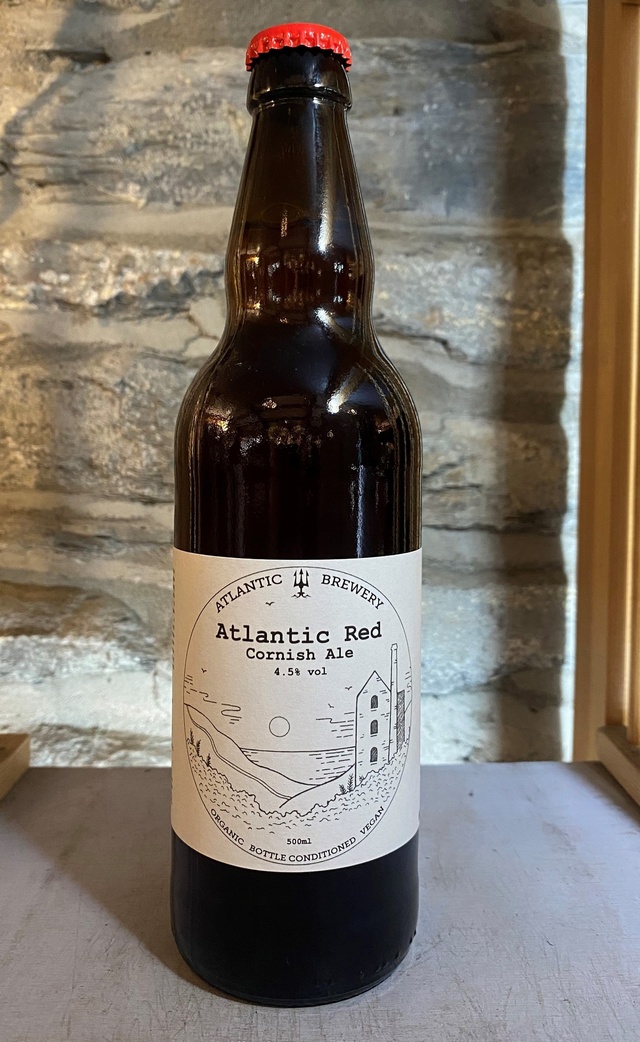 ATLANTIC BREWERY
Atlantic Red
Cornish Ale
4.5% vol
500ml
ORGANIC BOTTLE CONDITIONED VEGAN